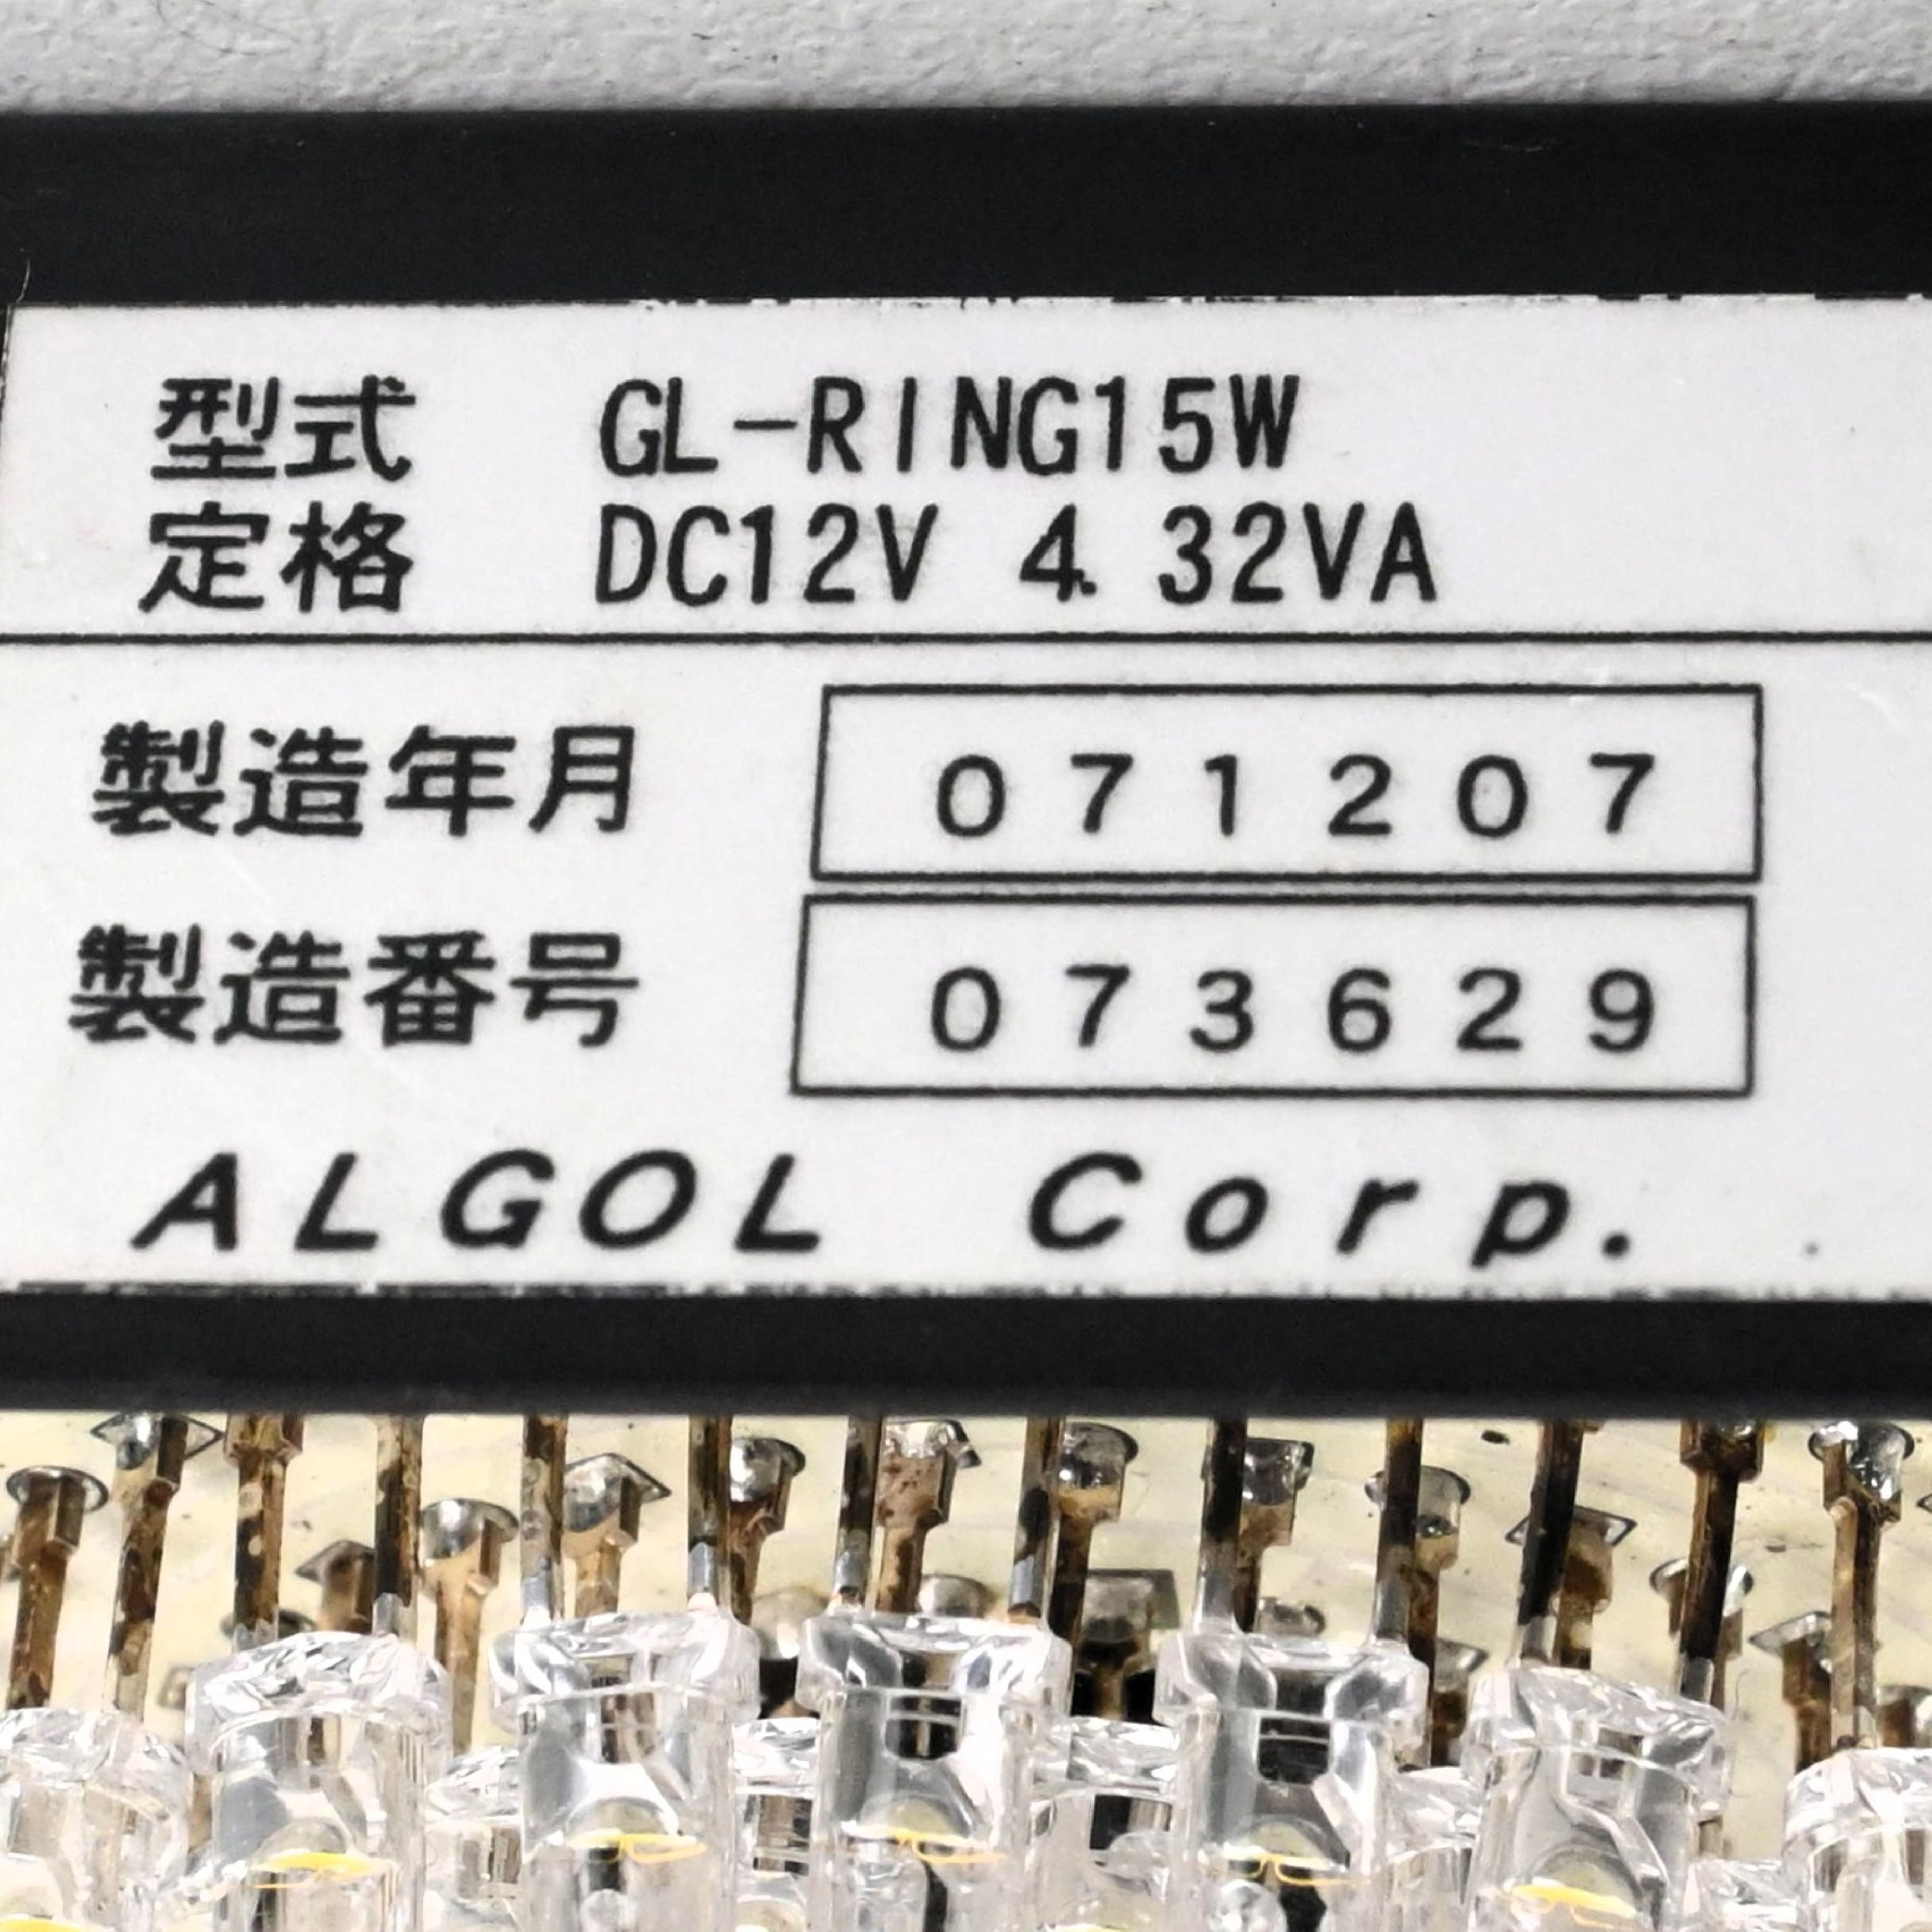 型式 GL-RING15W
定格 DC12V 4.32VA
製造年月 071207
製造番号 073629
ALGOL Corp.